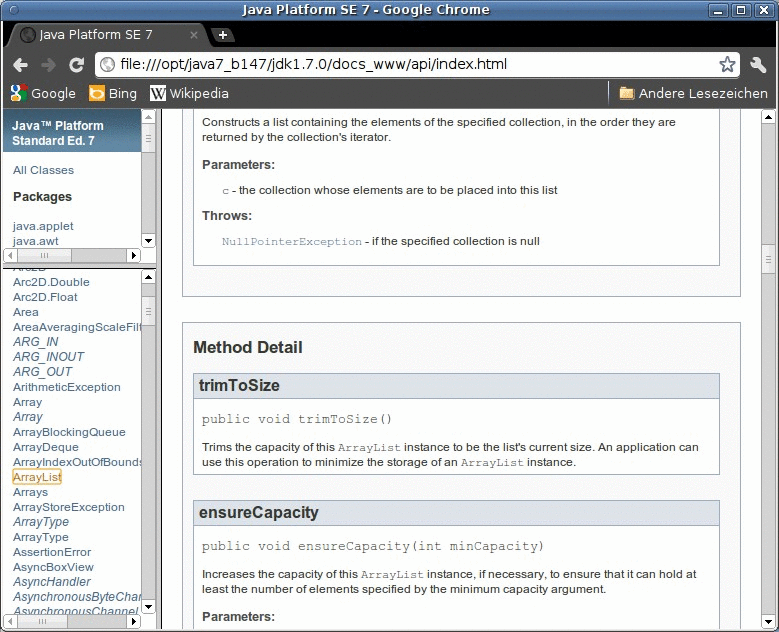 Java Platform SE 7 - Google Chrome
Java Platform SE 7
file:///opt/java7_b147/jdk1.7.0/docs_www/api/index.html
Google
Bing
W Wikipedia
Andere Lesezeichen
Java™ Platform
Standard Ed. 7
All Classes
Packages
java.applet
java.awt
Arc2D
Arc2D.Double
Arc2D.Float
Area
AreaAveragingScaleFilt
ARG_IN
ARG_INOUT
ARG_OUT
ArithmeticException
Array
Array
ArrayBlockingQueue
ArrayDeque
ArrayIndexOutOfBounds
ArrayList
Arrays
ArrayStoreException
ArrayType
ArrayType
AssertionError
AsyncBoxView
AsyncHandler
AsynchronousByteChan
AsynchronousChannel
Constructs a list containing the elements of the specified collection, in the order they are
returned by the collection's iterator.
Parameters:
c - the collection whose elements are to be placed into this list
Throws:
NullPointerException - if the specified collection is null
Method Detail
trimToSize
public void trimToSize()
Trims the capacity of this ArrayList instance to be the list's current size. An application can
use this operation to minimize the storage of an ArrayList instance.
ensureCapacity
public void ensureCapacity(int minCapacity)
Increases the capacity of this ArrayList instance, if necessary, to ensure that it can hold at
least the number of elements specified by the minimum capacity argument.
Parameters: